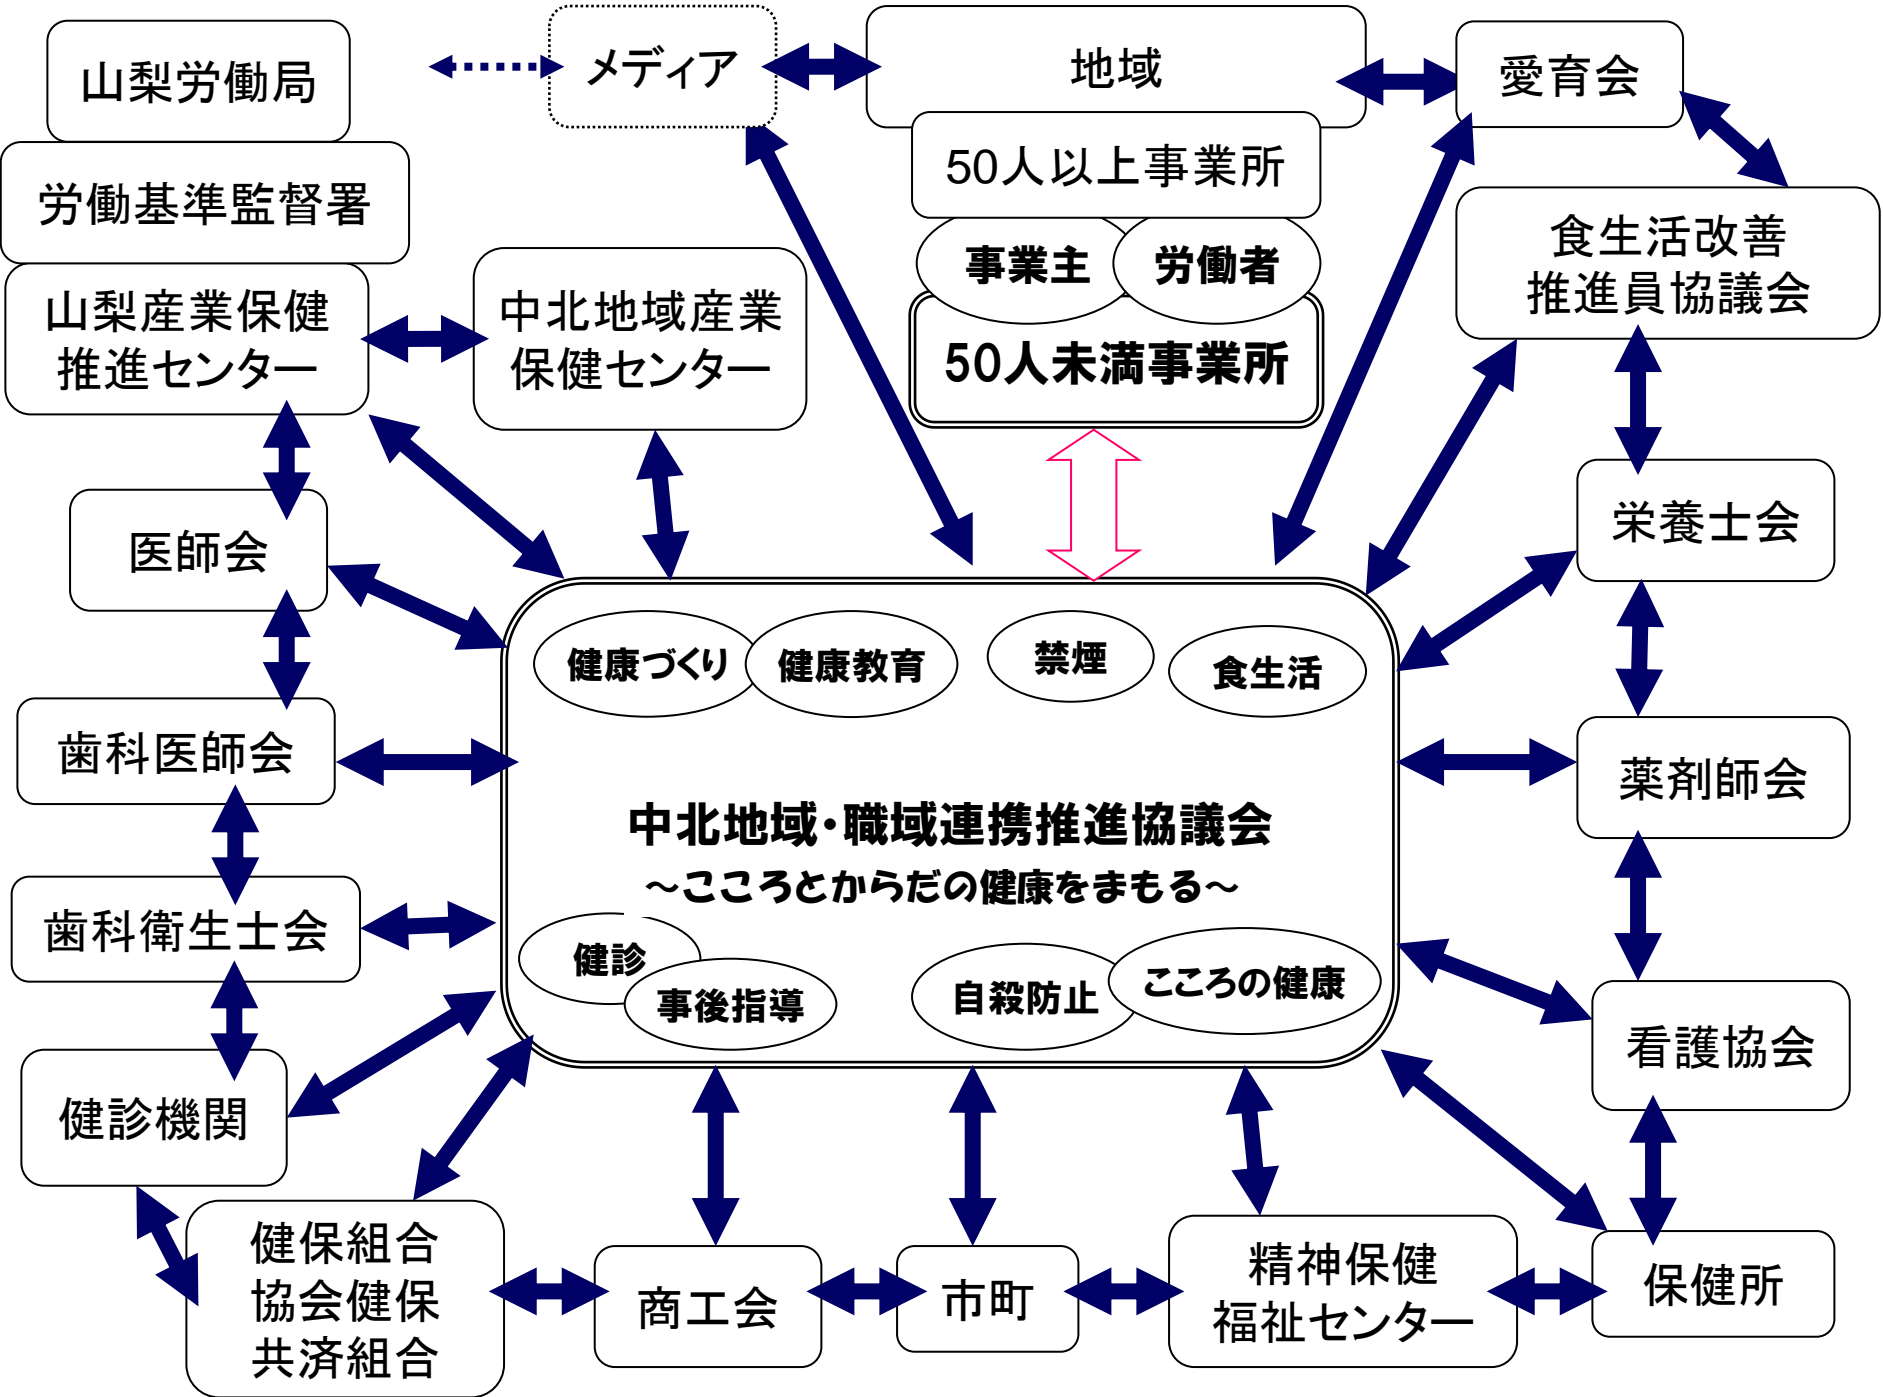 山梨労働局
メディア
地域
愛育会
労働基準監督署
50人以上事業所
食生活改善
推進員協議会
山梨産業保健
推進センター
中北地域産業
保健センター
事業主
労働者
50人未満事業所
医師会
栄養士会
健康づくり
健康教育
禁煙
食生活
歯科医師会
薬剤師会
中北地域・職域連携推進協議会
～こころとからだの健康をまもる～
歯科衛生士会
健診
事後指導
自殺防止
こころの健康
看護協会
健診機関
健保組合
協会健保
共済組合
商工会
市町
精神保健
福祉センター
保健所